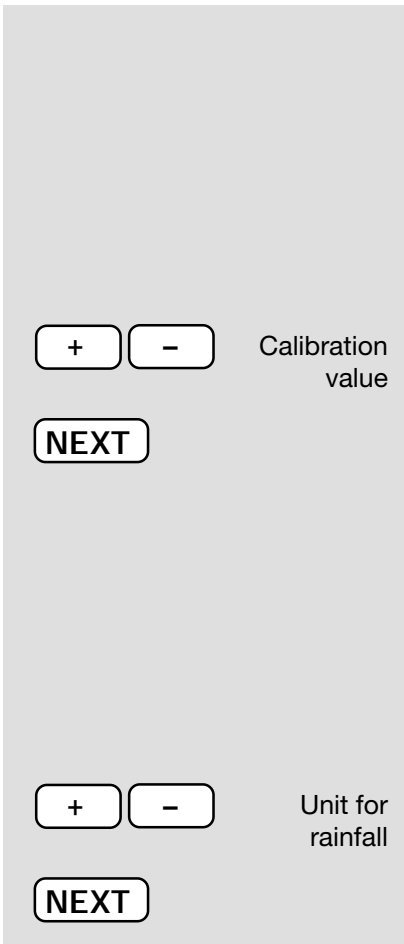 + – Calibration
value
NEXT
+ – Unit for
rainfall
NEXT